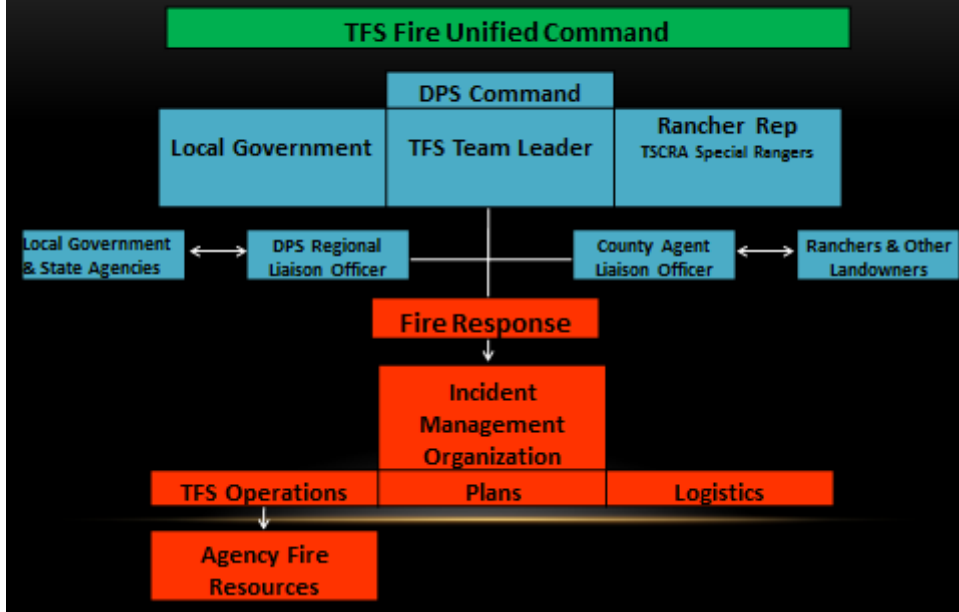 TFS Fire Unified Command
DPS Command
Local Government
TFS Team Leader
Rancher Rep
TSCRA Special Rangers
Local Government
& State Agencies
DPS Regional
Liaison Officer
County Agent
Liaison Officer
Ranchers & Other
Landowners
Fire Response
Incident
Management
Organization
TFS Operations
Plans
Logistics
Agency Fire
Resources